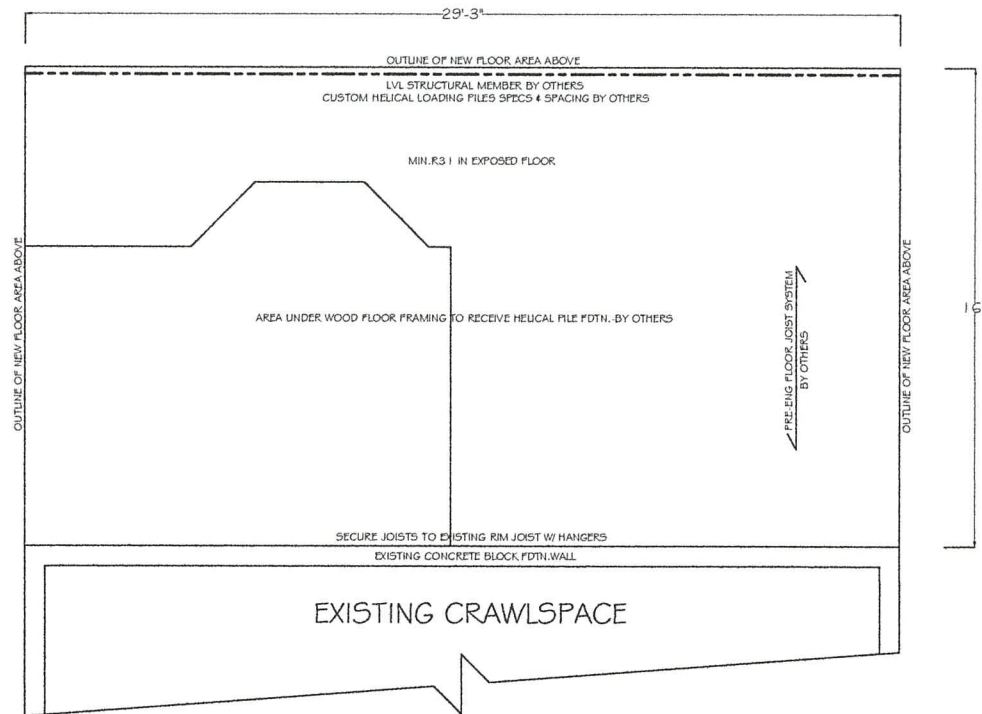 29'-3"
OUTLINE OF NEW FLOOR AREA ABOVE
LVL STRUCTURAL MEMBER BY OTHERS
CUSTOM HELICAL LOADING PILES SPECS & SPACING BY OTHERS
MIN.R31 IN EXPOSED FLOOR
OUTLINE OF NEW FLOOR AREA ABOVE
AREA UNDER WOOD FLOOR FRAMING TO RECEIVE HELICAL PILE FDTN.-BY OTHERS
PRE-ENG FLOOR JOIST SYSTEM
BY OTHERS
OUTLINE OF NEW FLOOR AREA ABOVE
16
SECURE JOISTS TO EXISTING RIM JOIST W/ HANGERS
EXISTING CONCRETE BLOCK FDTN.WALL
EXISTING CRAWLSPACE